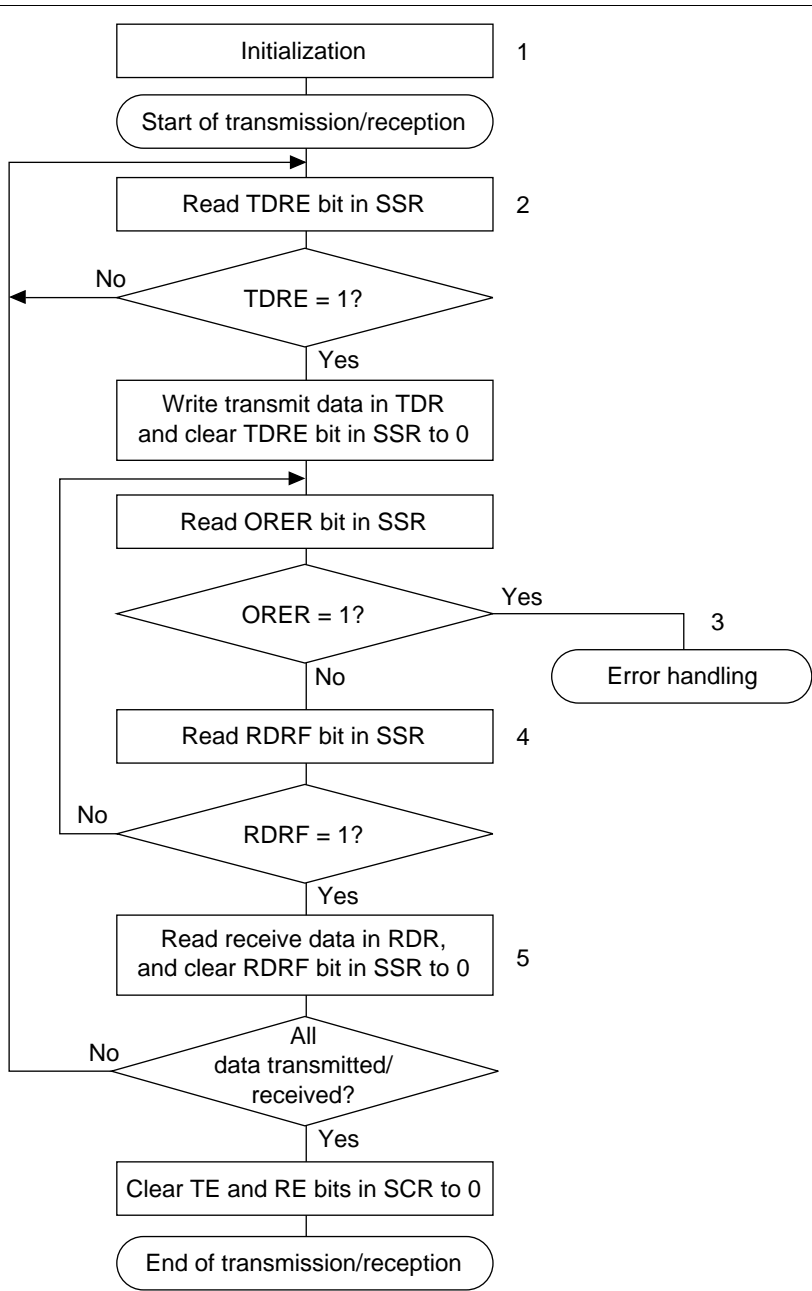 Initialization
1
Start of transmission/reception
Read TDRE bit in SSR
2
No
TDRE = 1?
Yes
Write transmit data in TDR
and clear TDRE bit in SSR to 0
Read ORER bit in SSR
ORER = 1?
Yes
3
Error handling
No
Read RDRF bit in SSR
4
No
RDRF = 1?
Yes
Read receive data in RDR,
and clear RDRF bit in SSR to 0
5
No
All
data transmitted/
received?
Yes
Clear TE and RE bits in SCR to 0
End of transmission/reception